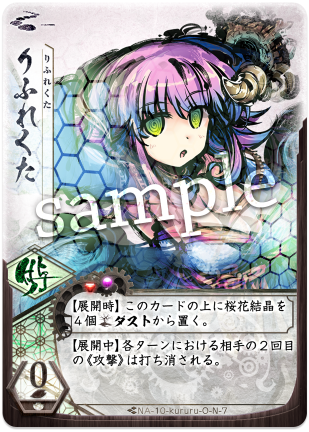 りふれくた
りふれくた
sample
【展開時】このカードの上に桜花結晶を
4個ダストから置く。
【展開中】各ターンにおける相手の2回目
の《攻撃》は打ち消される。
0
NA-10-kururu-O-N-7